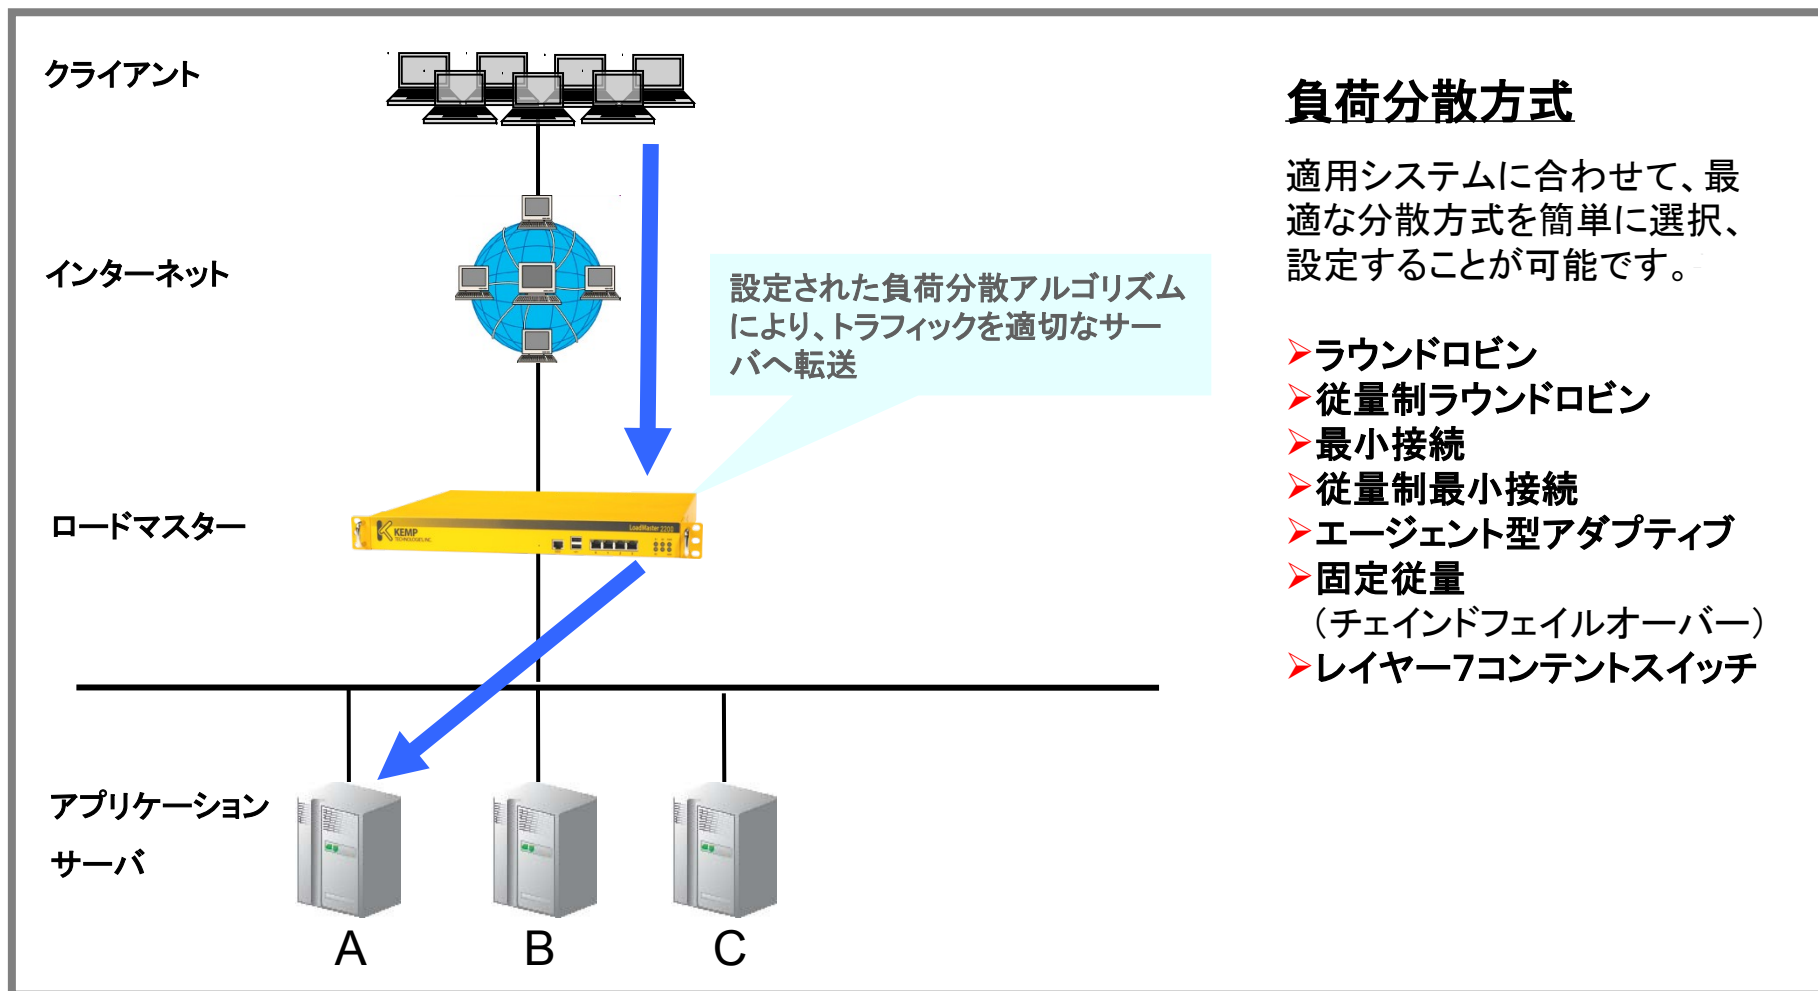 クライアント
インターネット
ロードマスター
アプリケーション
サーバ
設定された負荷分散アルゴリズム
により、トラフィックを適切なサー
バへ転送
KEMP
TECHNOLOGIES, INC.
LoadMaster 2200
A
B
C
負荷分散方式
適用システムに合わせて、最
適な分散方式を簡単に選択、
設定することが可能です。
➢ラウンドロビン
➢従量制ラウンドロビン
➢最小接続
➢従量制最小接続
➢エージェント型アダプティブ
➢固定従量
（チェインドフェイルオーバー）
➢レイヤー7コンテントスイッチ